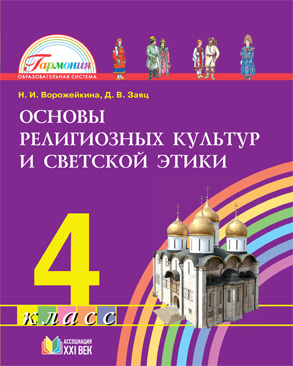 Гармония
ОБРАЗОВАТЕЛЬНАЯ СИСТЕМА
Н. И. Ворожейкина, Д. В. Заяц
ОСНОВЫ
РЕЛИГИОЗНЫХ КУЛЬТУР
И СВЕТСКОЙ ЭТИКИ
4
класс
АССОЦИАЦИЯ
XXI ВЕК